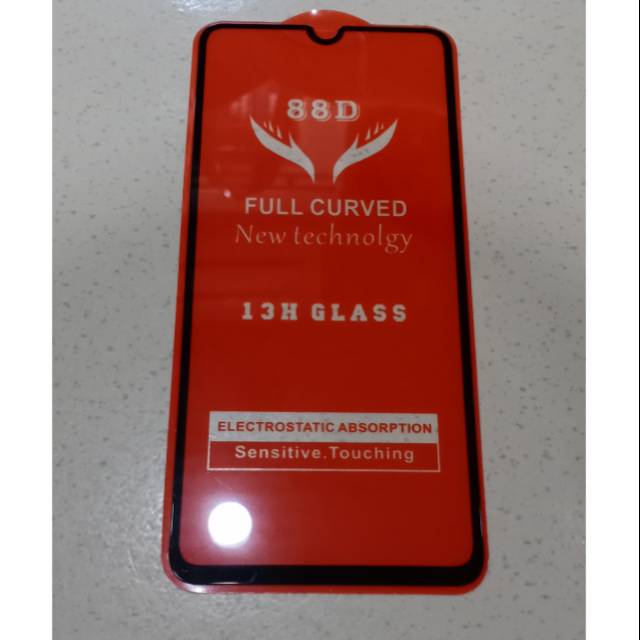 88D
FULL CURVED
New technolgy
13H GLASS
ELECTROSTATIC ABSORPTION
Sensitive.Touching